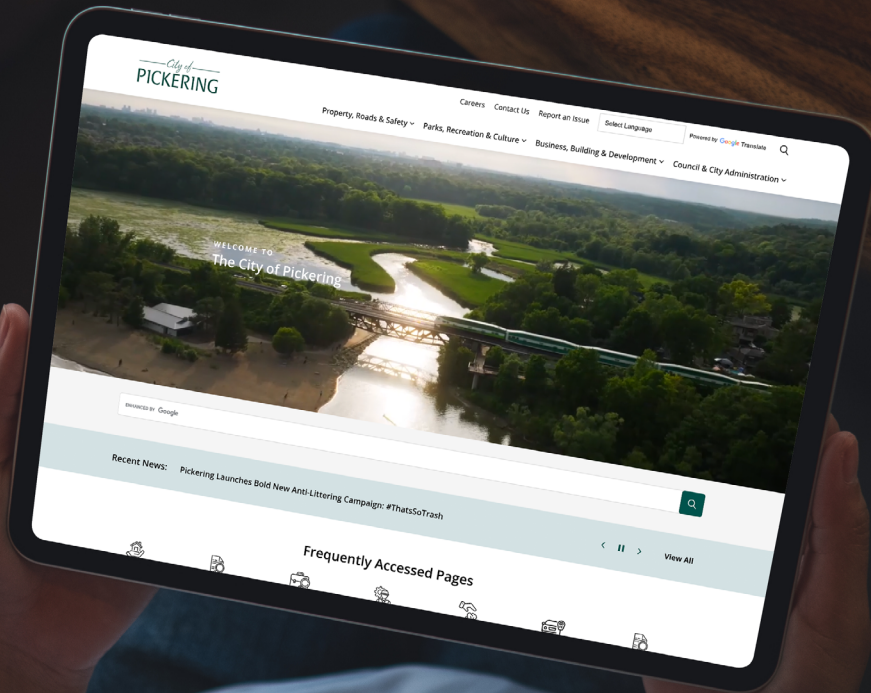 City of
PICKERING
Careers Contact Us Report an Issue Select Language Powered by Google Translate
Property, Roads & Safety Parks, Recreation & Culture Business, Building & Development Council & City Administration
WELCOME TO
The City of Pickering
ENHANCED BY Google
Recent News: Pickering Launches Bold New Anti-Littering Campaign: #ThatsSoTrash
View All
Frequently Accessed Pages